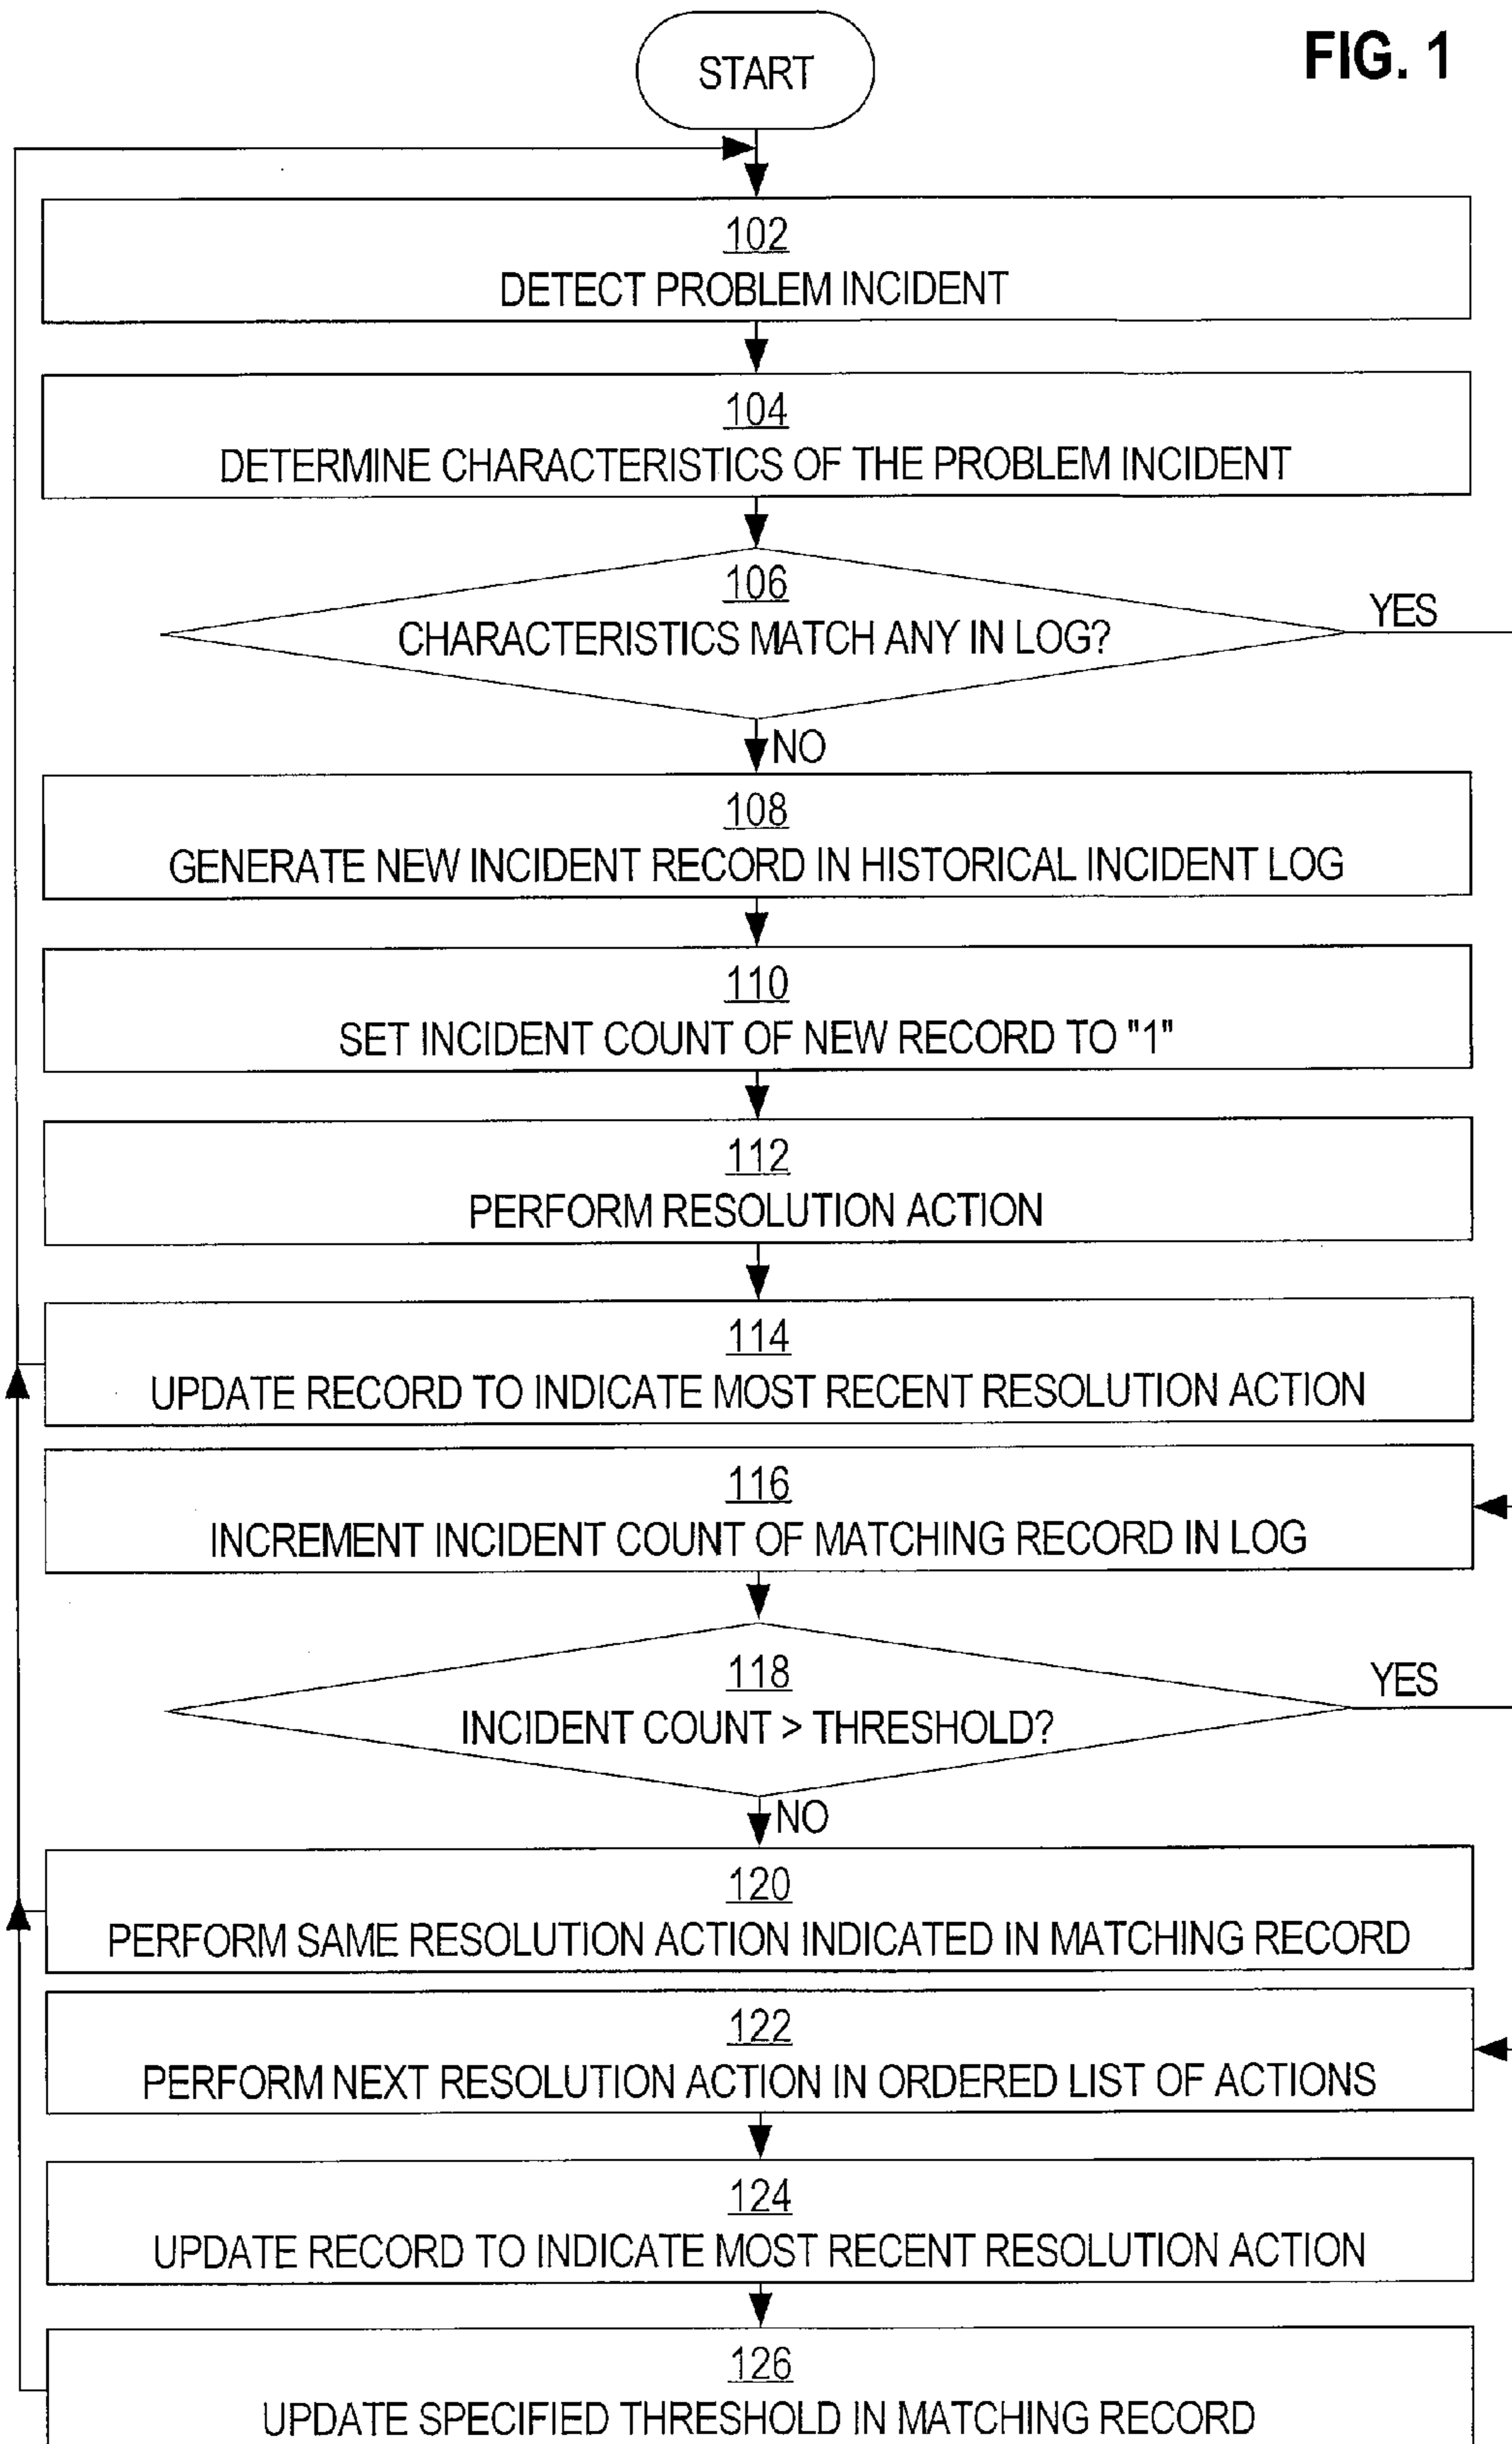 FIG. 1
START
102
DETECT PROBLEM INCIDENT
104
DETERMINE CHARACTERISTICS OF THE PROBLEM INCIDENT
106
CHARACTERISTICS MATCH ANY IN LOG?
YES
NO
108
GENERATE NEW INCIDENT RECORD IN HISTORICAL INCIDENT LOG
110
SET INCIDENT COUNT OF NEW RECORD TO "1"
112
PERFORM RESOLUTION ACTION
114
UPDATE RECORD TO INDICATE MOST RECENT RESOLUTION ACTION
116
INCREMENT INCIDENT COUNT OF MATCHING RECORD IN LOG
118
INCIDENT COUNT > THRESHOLD?
YES
NO
120
PERFORM SAME RESOLUTION ACTION INDICATED IN MATCHING RECORD
122
PERFORM NEXT RESOLUTION ACTION IN ORDERED LIST OF ACTIONS
124
UPDATE RECORD TO INDICATE MOST RECENT RESOLUTION ACTION
126
UPDATE SPECIFIED THRESHOLD IN MATCHING RECORD